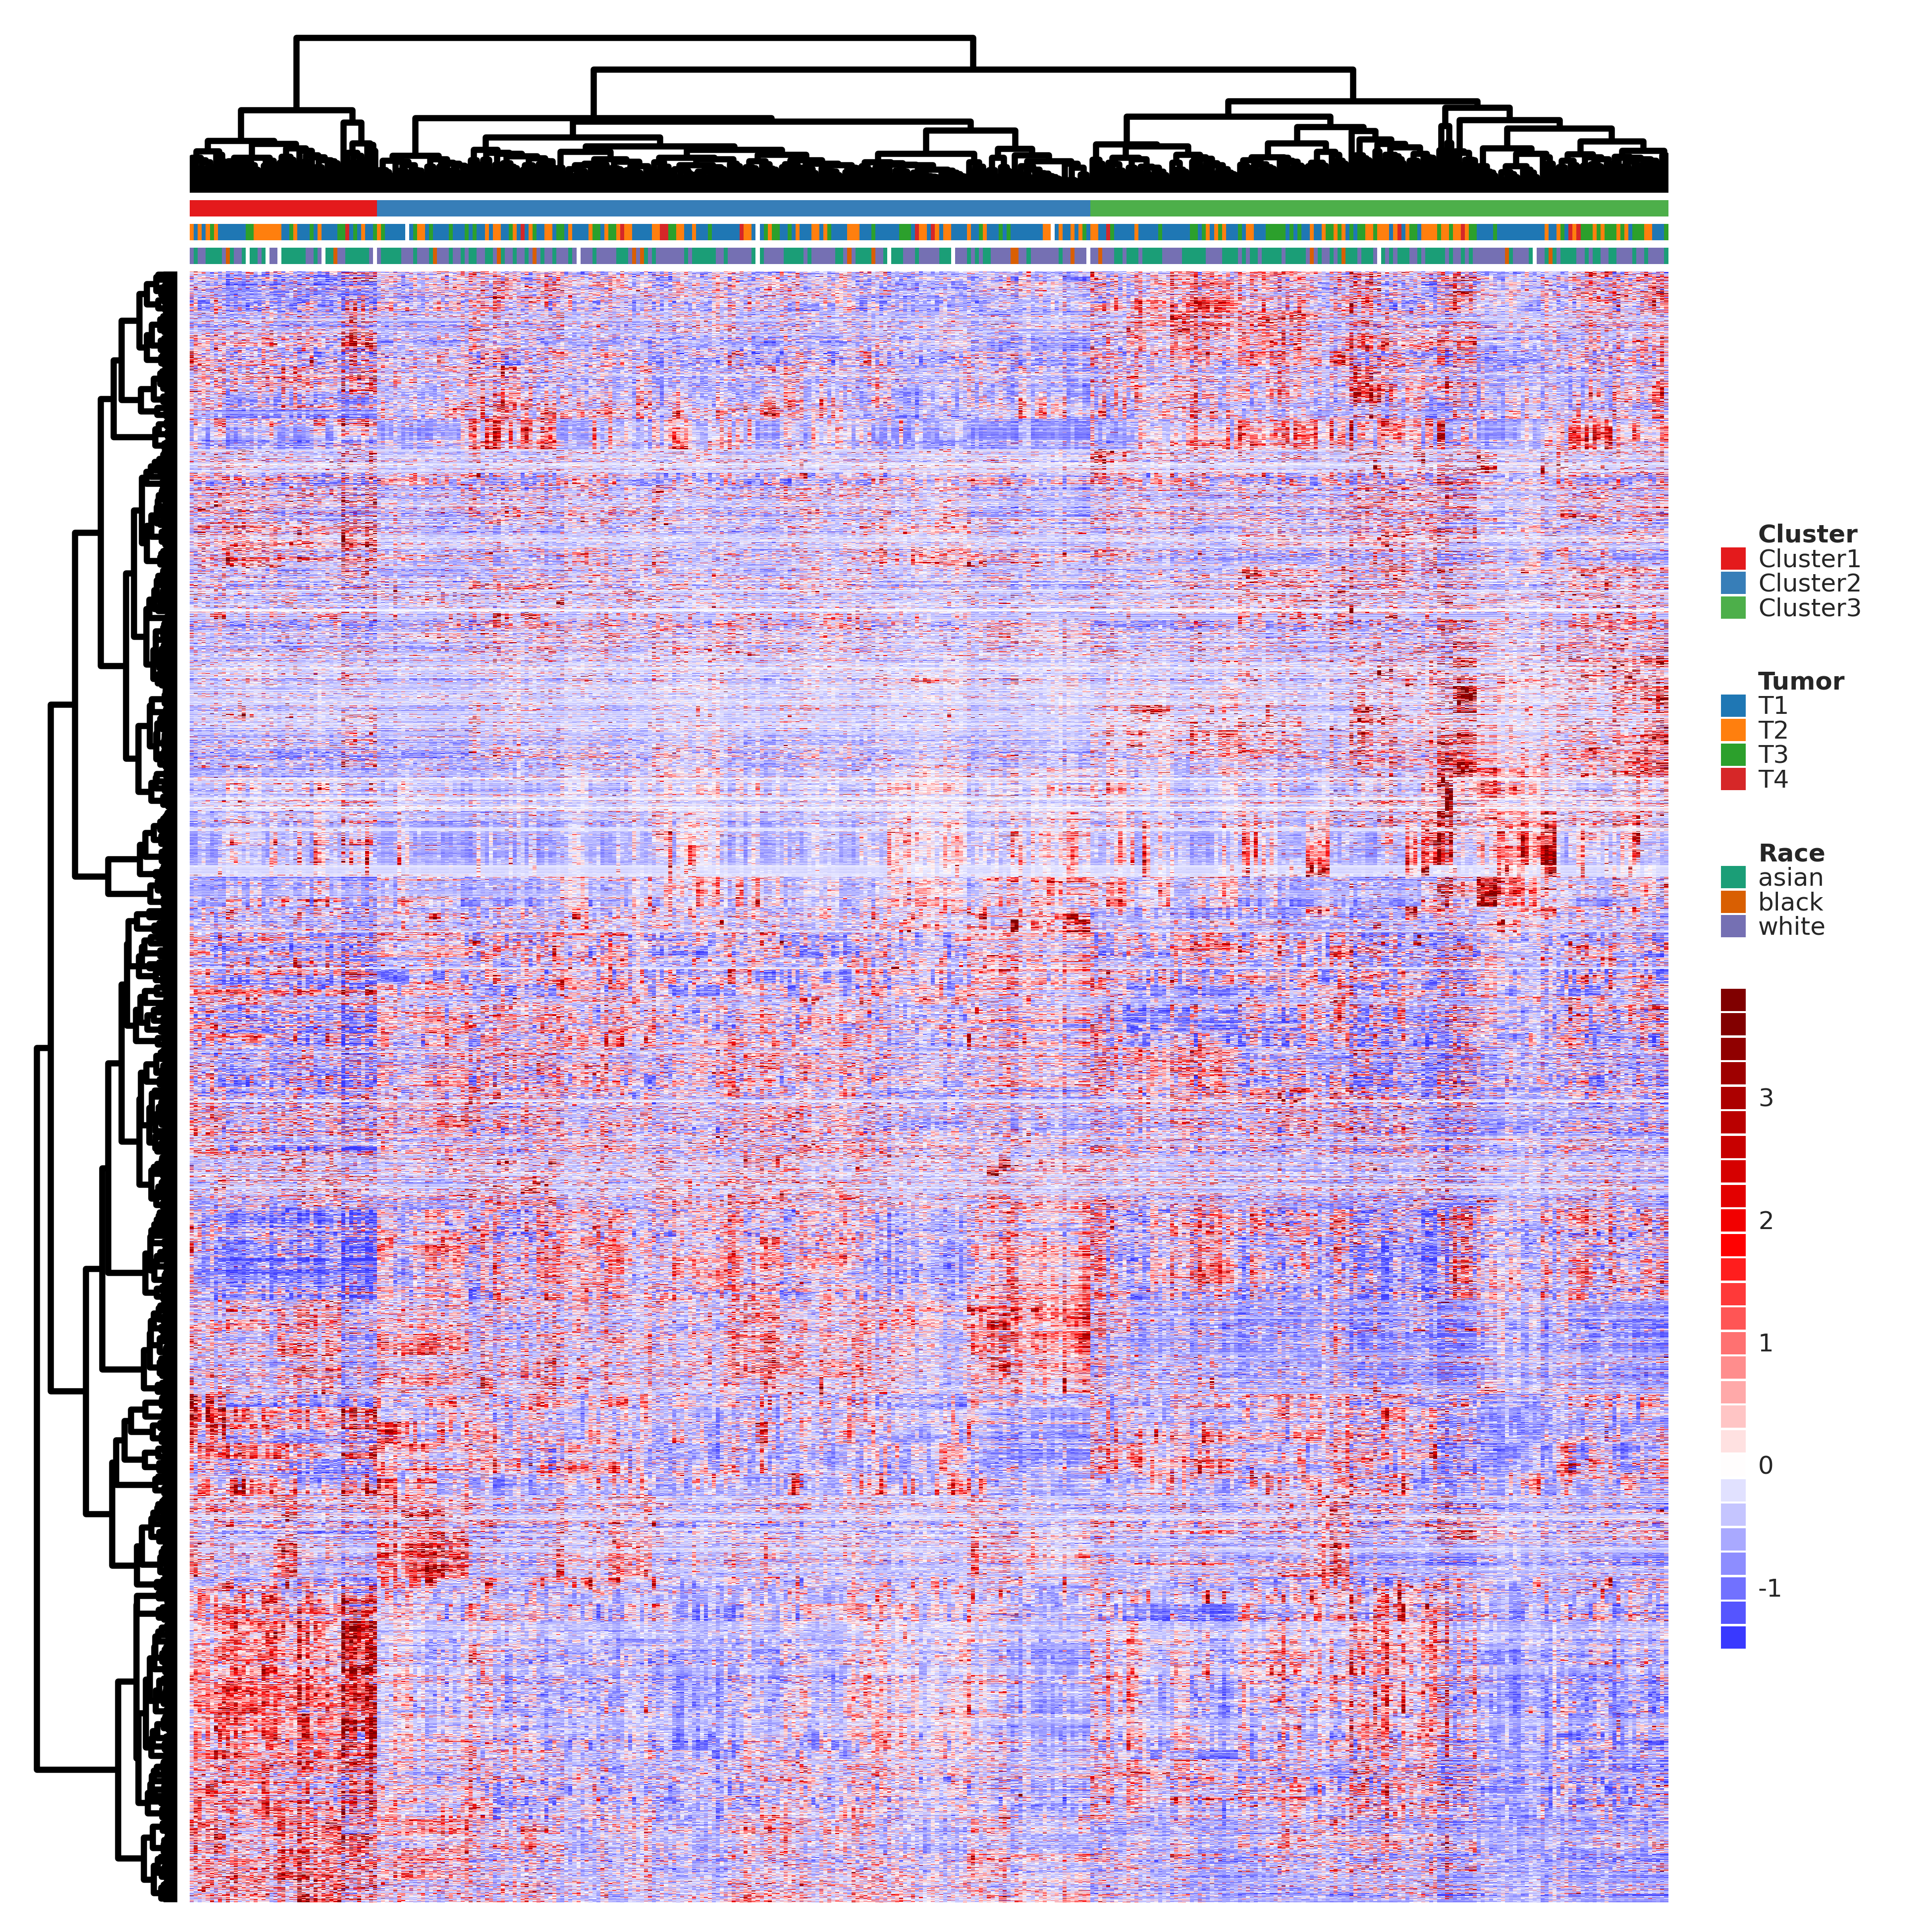 Cluster
Cluster1
Cluster2
Cluster3
Tumor
T1
T2
T3
T4
Race
asian
black
white
3
2
1
0
-1